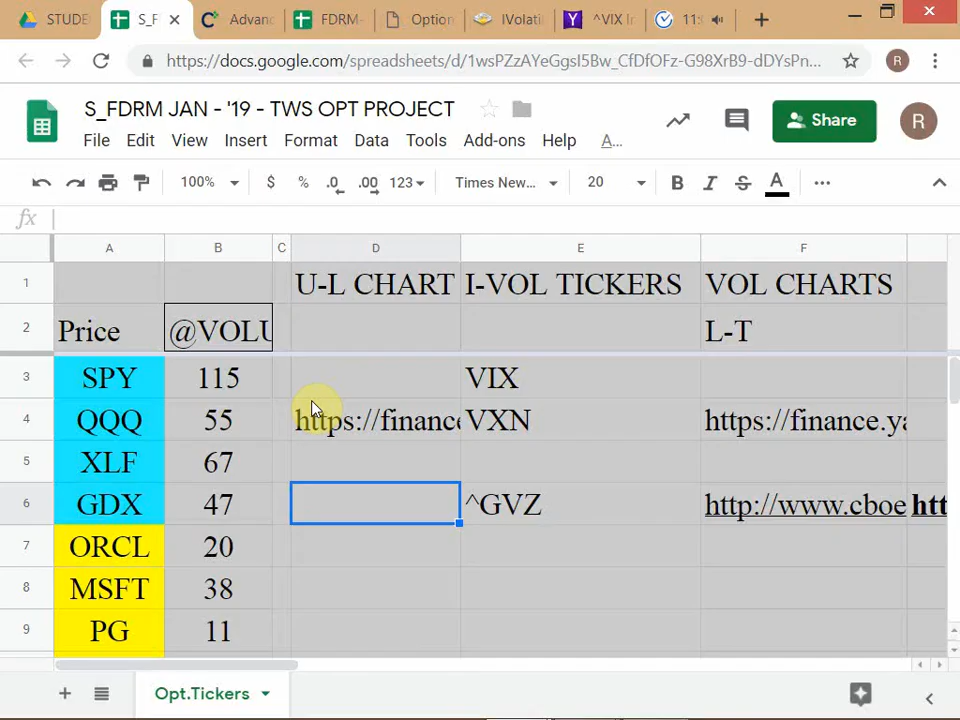 STUDE
S_F
Advanc
FDRM-
Option
IVolati
^VIX I
11:
https://docs.google.com/spreadsheets/d/1wsPZzAYeGgsI5Bw_CfDfOFz-G98XrB9-dDYsPn...
R
S_FDRM JAN - '19 - TWS OPT PROJECT
Share
R
File Edit View Insert Format Data Tools Add-ons Help A...
100% $ % .0 .00 123 Times New... 20 B I S A ...
fx
A B C D E F
1 U-L CHART I-VOL TICKERS VOL CHARTS
2 Price @VOLU L-T
3 SPY 115 VIX
4 QQQ 55 https://finance VXN https://finance.ya
5 XLF 67
6 GDX 47 ^GVZ http://www.cboe htt
7 ORCL 20
8 MSFT 38
9 PG 11
Opt.Tickers